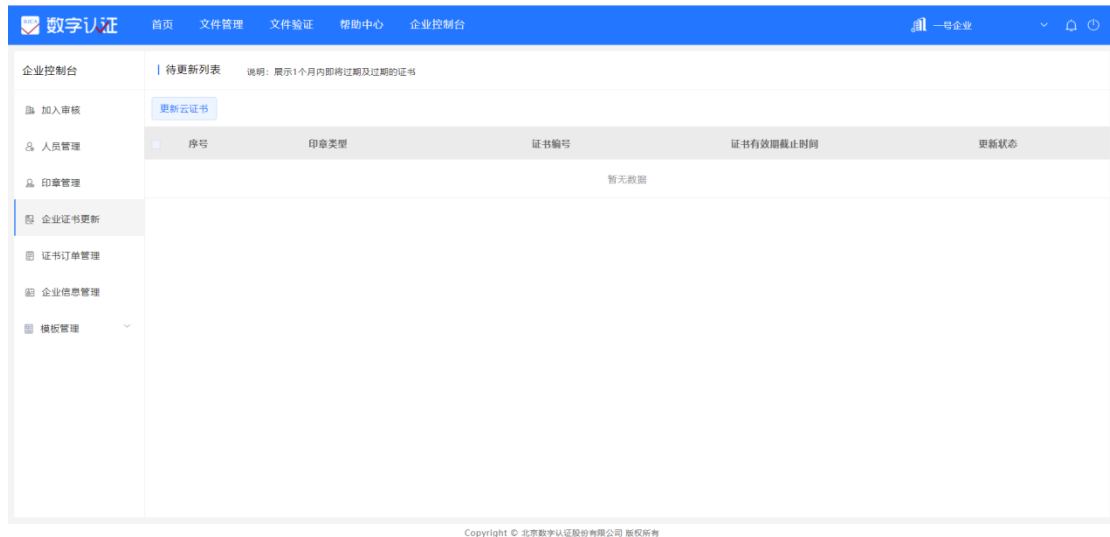 BJCA 数字认证 首页 文件管理 文件验证 帮助中心 企业控制台 一号企业
企业控制台
待更新列表 说明：展示1个月内即将过期及过期的证书
加入审核
更新云证书
人员管理
序号 印章类型 证书编号 证书有效期截止时间 更新状态
印章管理
暂无数据
企业证书更新
证书订单管理
企业信息管理
模板管理
Copyright © 北京数字认证股份有限公司 版权所有